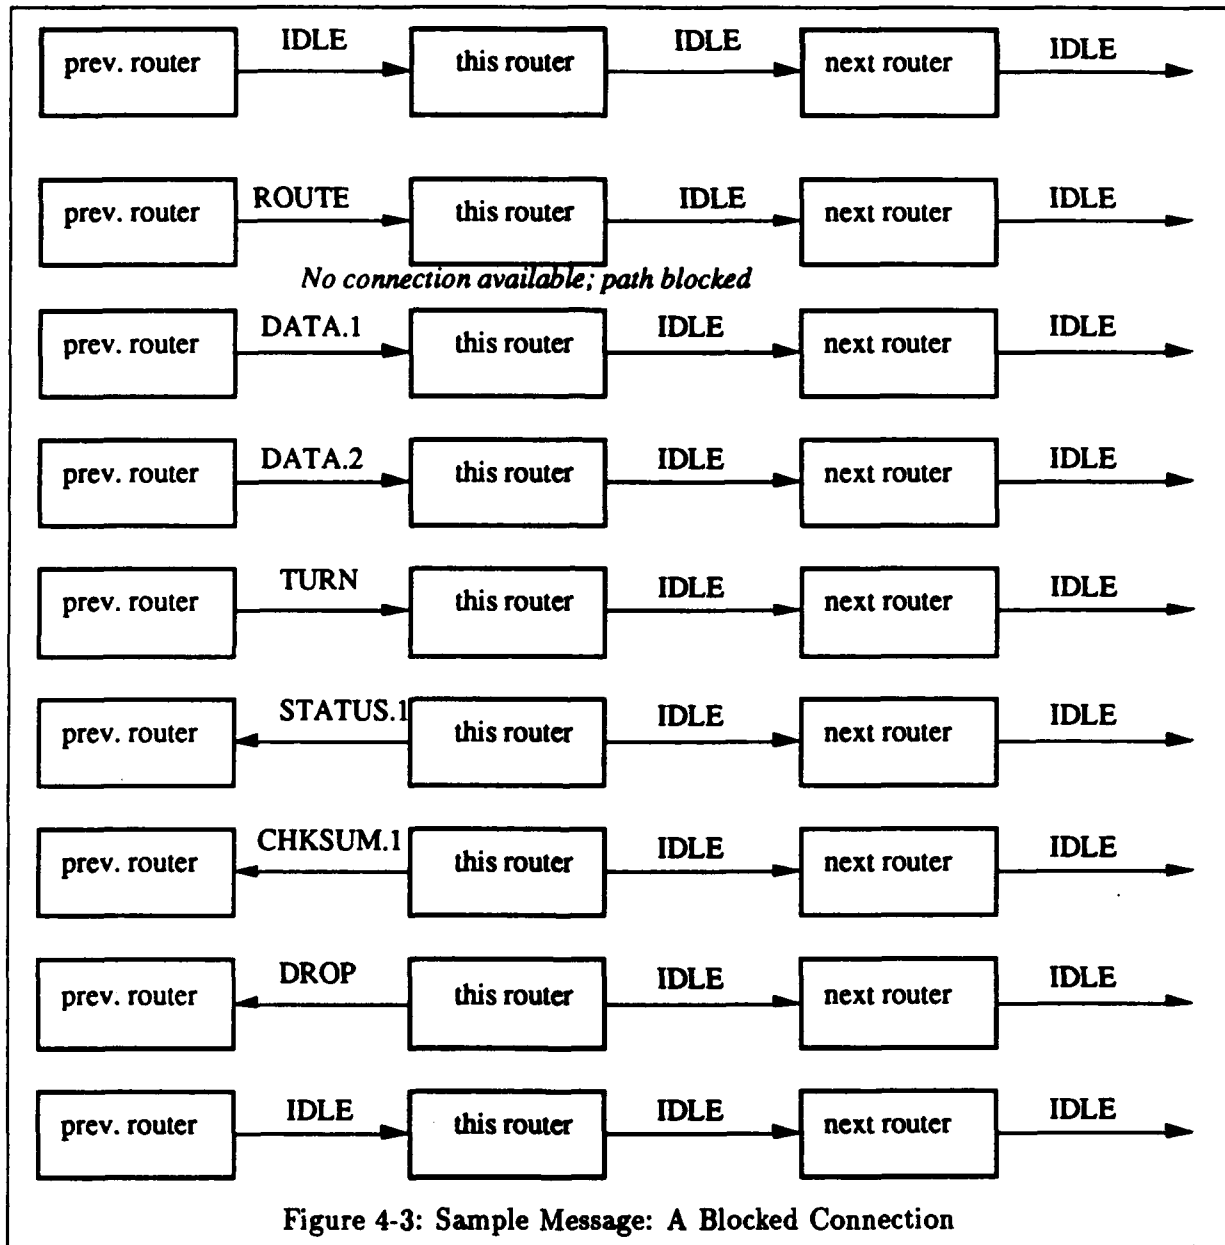 IDLE IDLE IDLE
prev. router this router next router
ROUTE IDLE IDLE
prev. router this router next router
No connection available; path blocked
DATA.1 IDLE IDLE
prev. router this router next router
DATA.2 IDLE IDLE
prev. router this router next router
TURN IDLE IDLE
prev. router this router next router
STATUS.1 IDLE IDLE
prev. router this router next router
CHKSUM.1 IDLE IDLE
prev. router this router next router
DROP IDLE IDLE
prev. router this router next router
IDLE IDLE IDLE
prev. router this router next router
Figure 4-3: Sample Message: A Blocked Connection